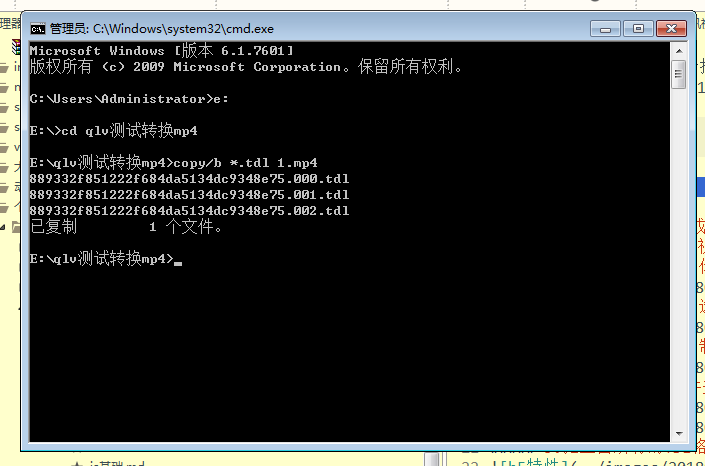 管理员: C:\Windows\system32\cmd.exe
Microsoft Windows [版本 6.1.7601]
版权所有 (c) 2009 Microsoft Corporation。保留所有权利。
C:\Users\Administrator>e:
E:\>cd qlv测试转换mp4
E:\qlv测试转换mp4>copy/b *.tdl 1.mp4
889332f851222f684da5134dc9348e75.000.tdl
889332f851222f684da5134dc9348e75.001.tdl
889332f851222f684da5134dc9348e75.002.tdl
已复制         1 个文件。
E:\qlv测试转换mp4>